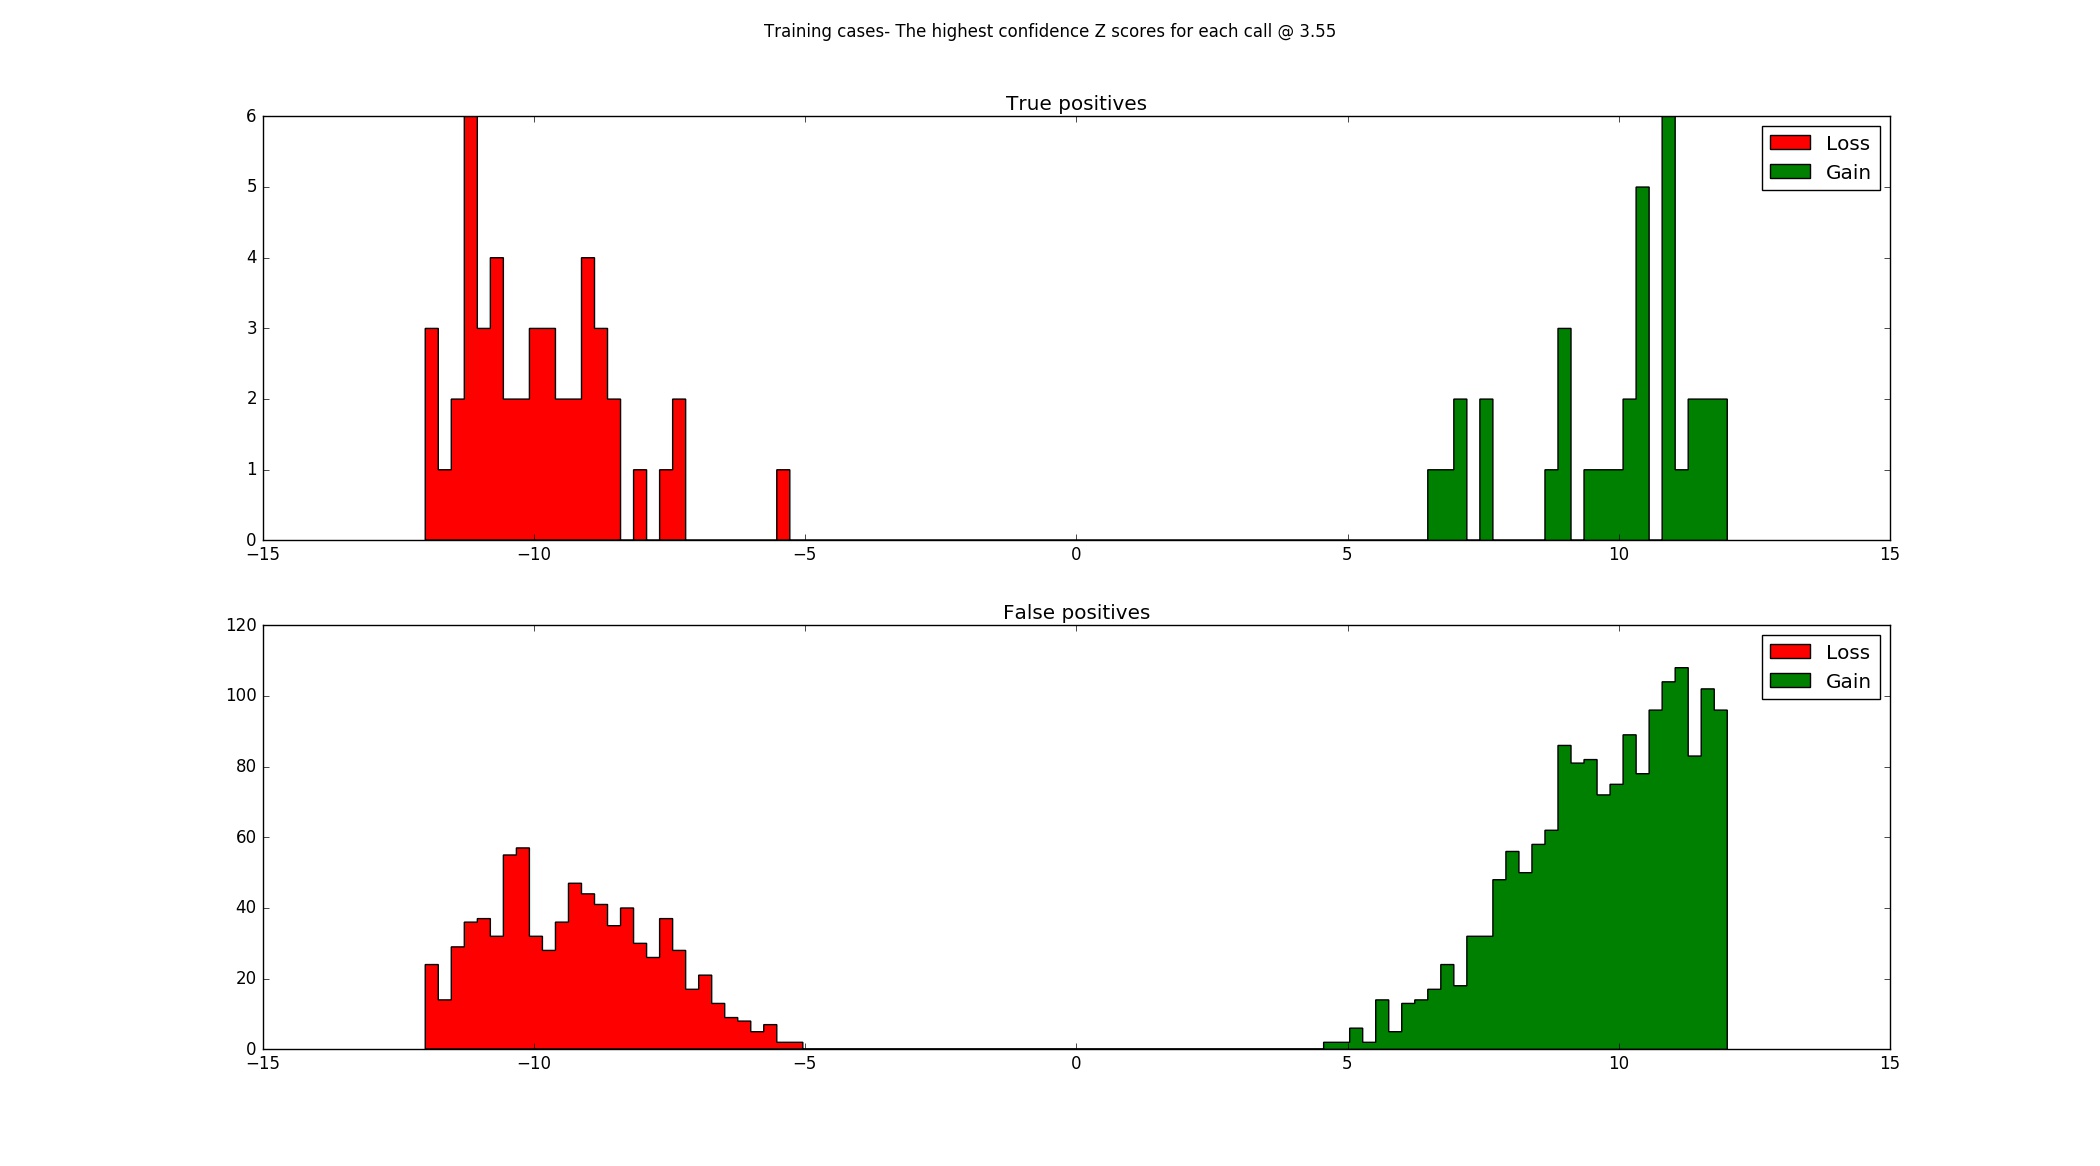 Training cases- The highest confidence Z scores for each call @ 3.55
True positives
6
5
4
3
2
1
0
Loss
Gain
−15 −10 −5 0 5 10 15
False positives
120
100
80
60
40
20
0
Loss
Gain
−15 −10 −5 0 5 10 15